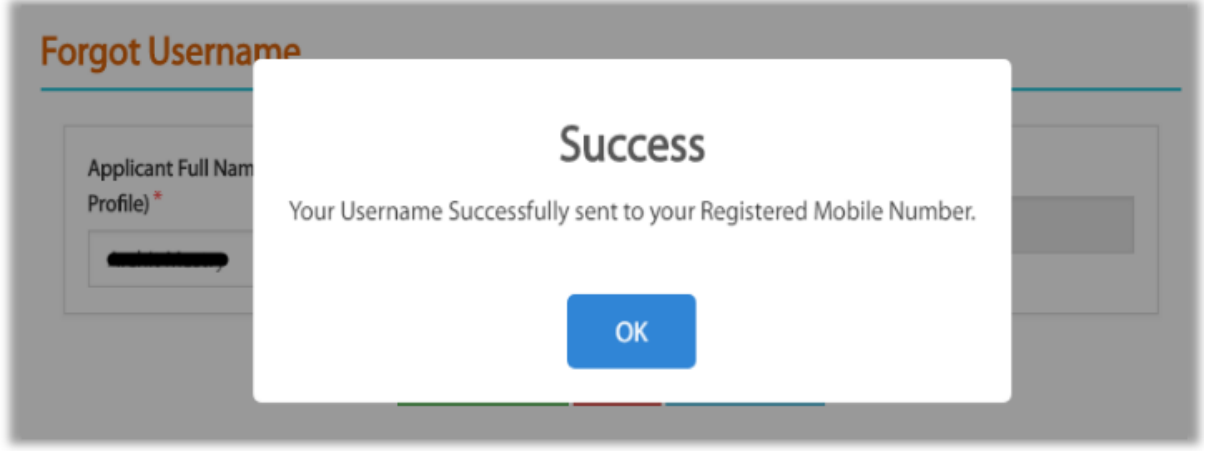 Forgot Username
Success
Applicant Full Nam
Profile) *
Your Username Successfully sent to your Registered Mobile Number.
OK